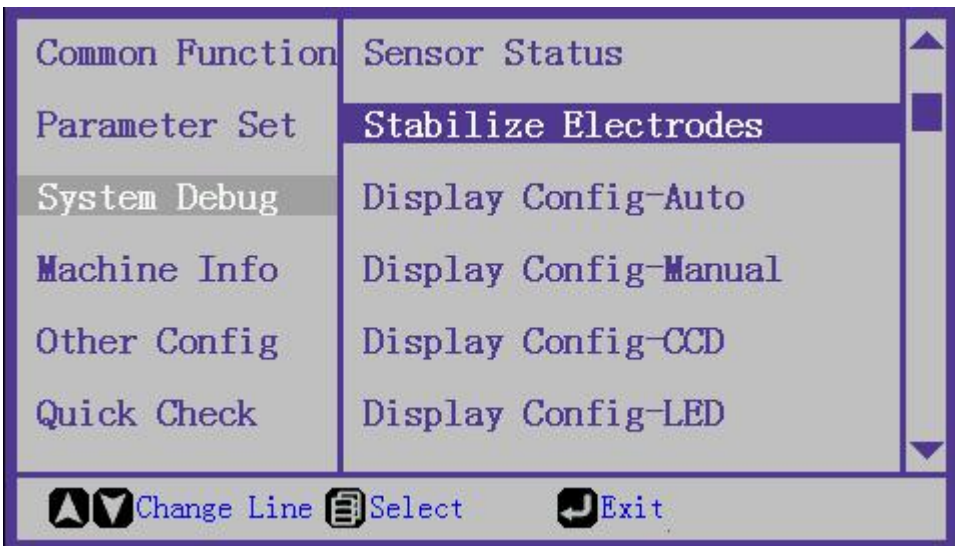 Common Function
Parameter Set
System Debug
Machine Info
Other Config
Quick Check
Sensor Status
Stabilize Electrodes
Display Config-Auto
Display Config-Manual
Display Config-CCD
Display Config-LED
Change Line Select Exit